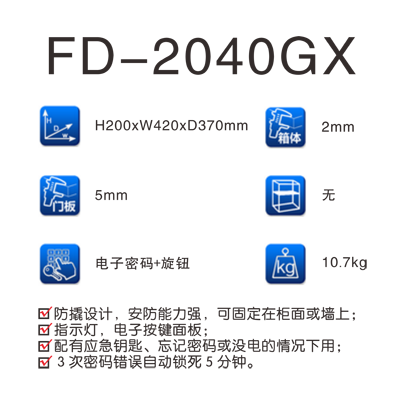 FD-2040GX
H
D
W
H200xW420xD370mm
箱体
2mm
门板
5mm
无
电子密码+旋钮
kg
10.7kg
防撬设计，安防能力强，可固定在柜面或墙上；
指示灯，电子按键面板；
配有应急钥匙、忘记密码或没电的情况下用；
3次密码错误自动锁死5分钟。